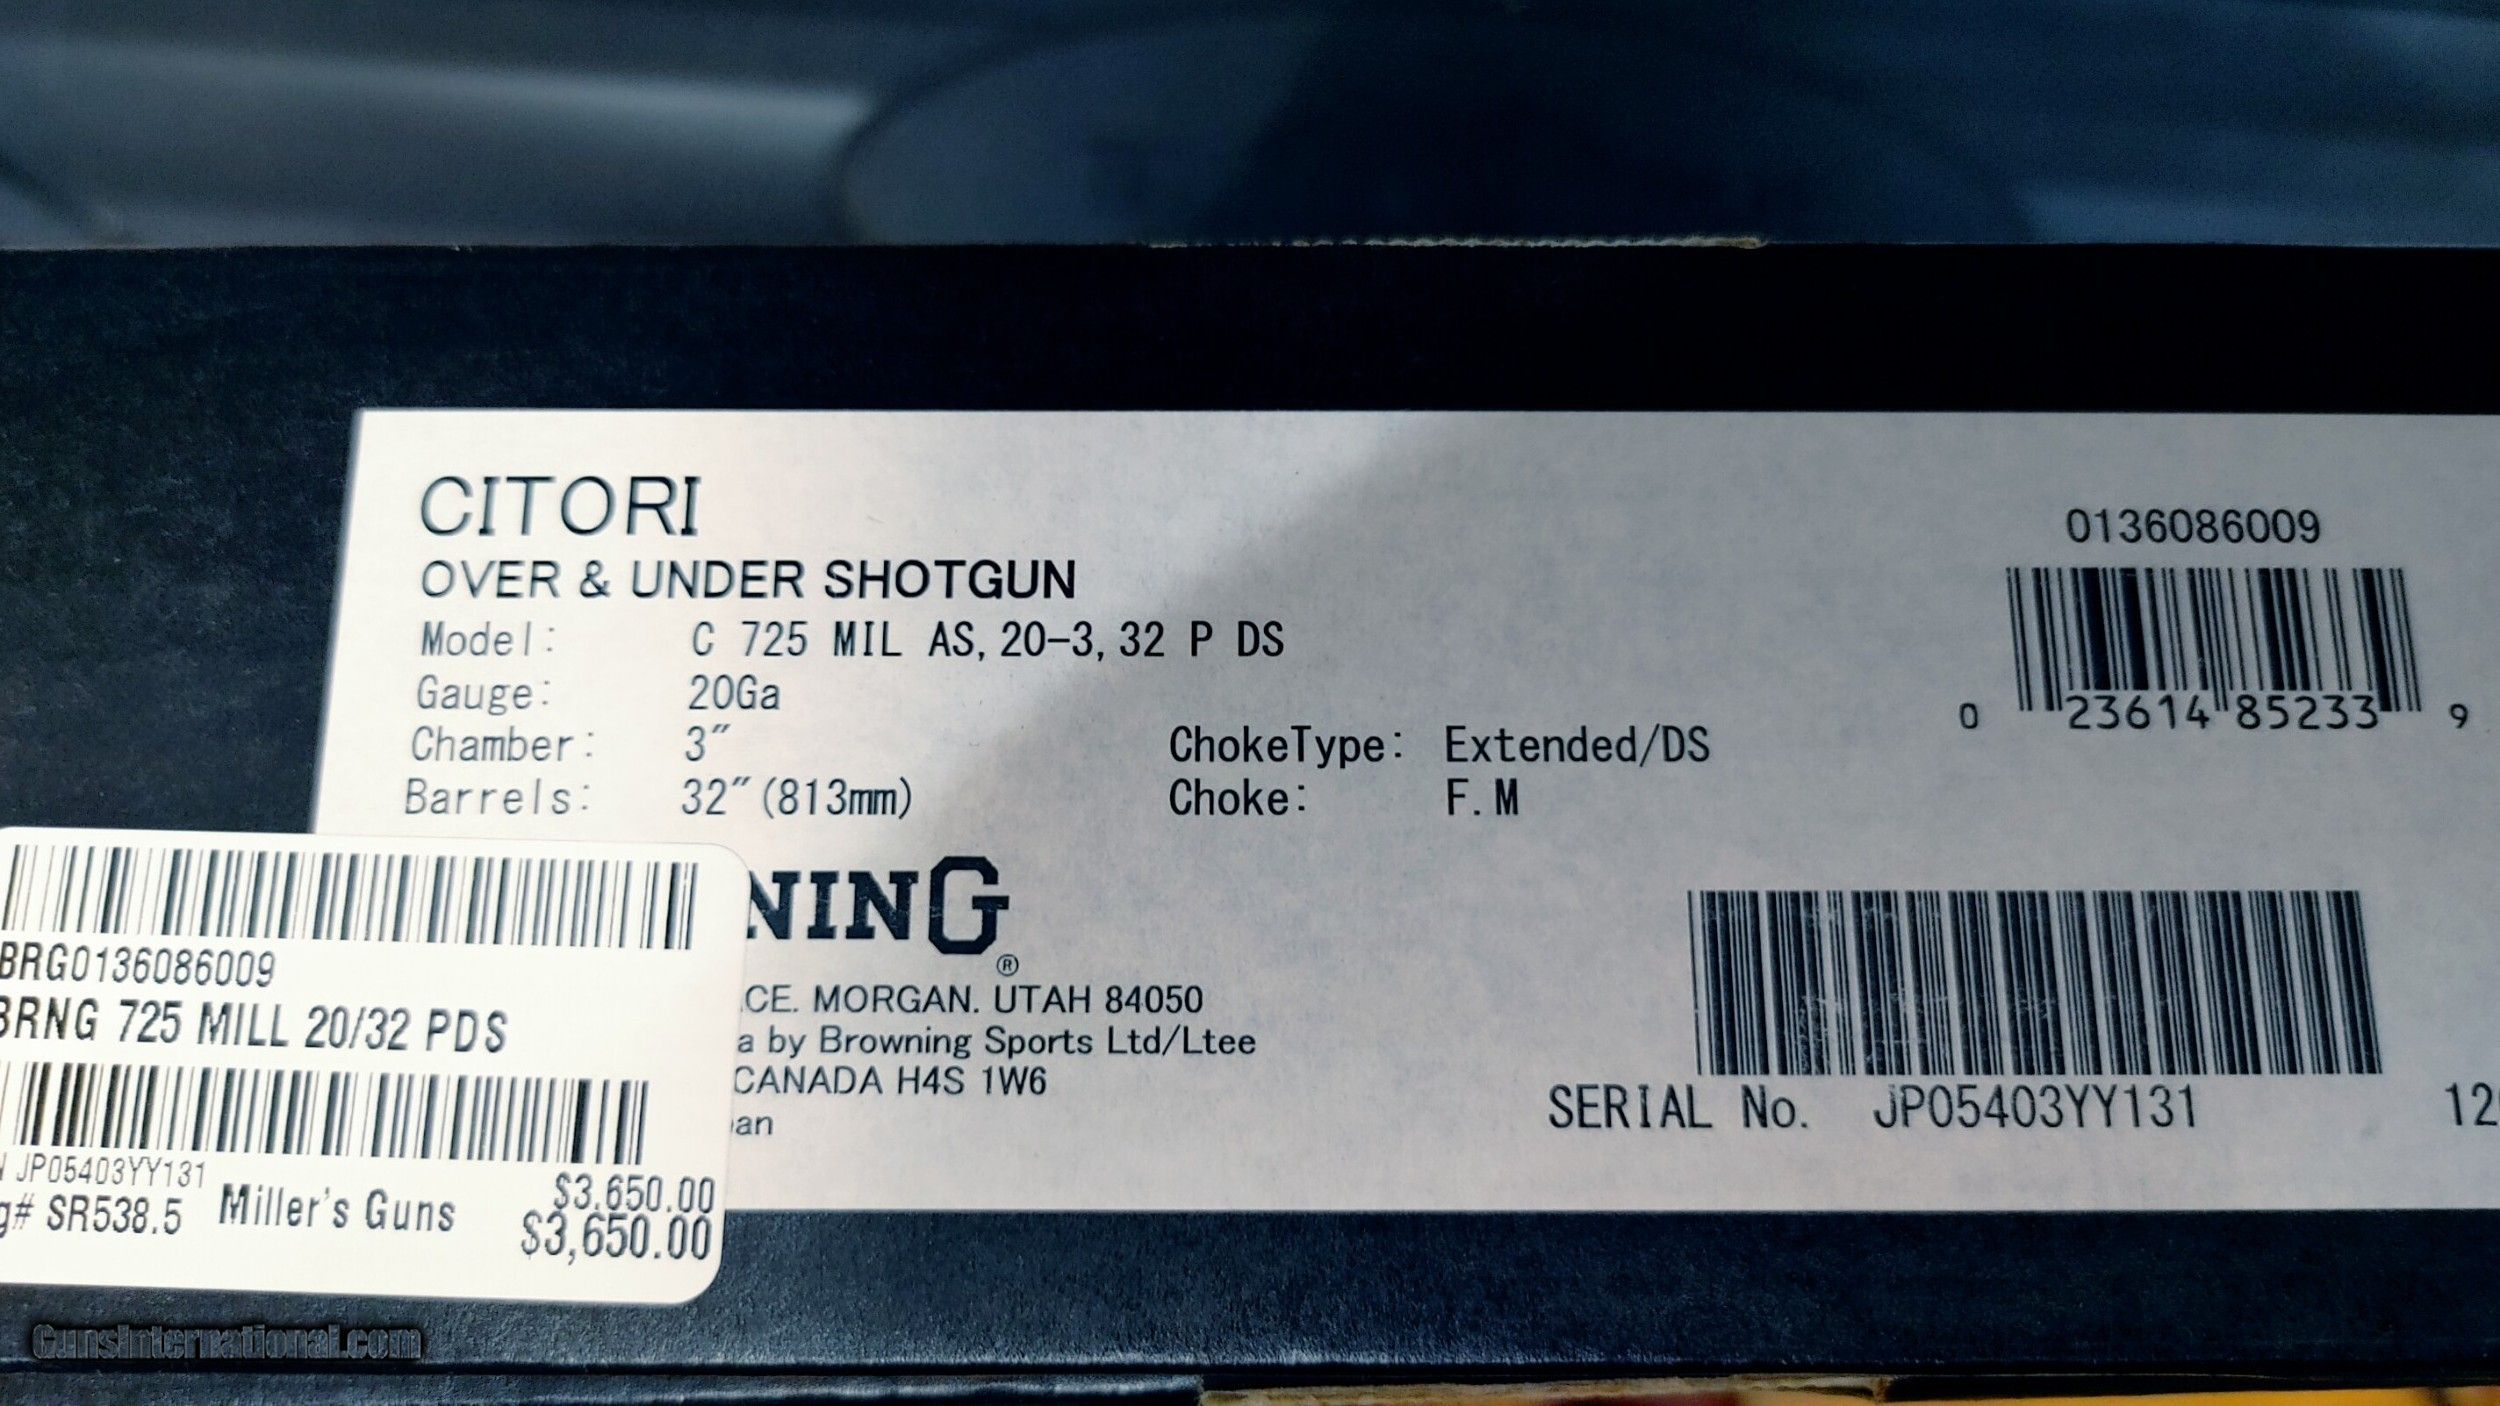 CITORI
OVER & UNDER SHOTGUN
Model: C 725 MIL AS, 20-3, 32 P DS
Gauge: 20Ga
Chamber: 3″ ChokeType: Extended/DS
Barrels: 32″(813mm) Choke: F.M
0136086009
0 23614 85233 9
NING®
CE. MORGAN. UTAH 84050
a by Browning Sports Ltd/Ltee
CANADA H4S 1W6
an
SERIAL No. JP05403YY131 12
BRG0136086009
BRNG 725 MILL 20/32 PDS
JP05403YY131 $3,650.00
g# SR538.5 Miller's Guns $3,650.00
GunsInternational.com